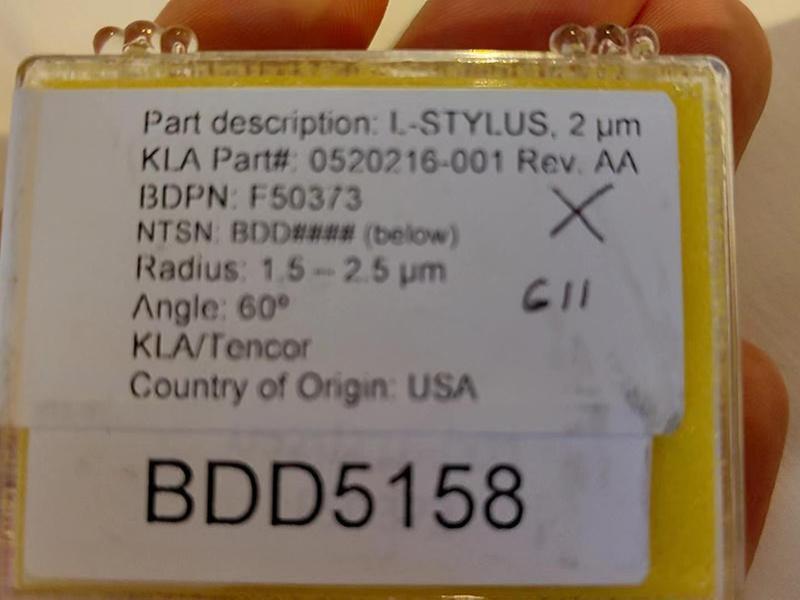 Part description: L-STYLUS, 2 µm
KLA Part#: 0520216-001 Rev. AA
BDPN: F50373
X
NTSN: BDD#### (below)
Radius: 1.5 – 2.5 µm
611
Angle: 60º
KLA/Tencor
Country of Origin: USA
BDD5158